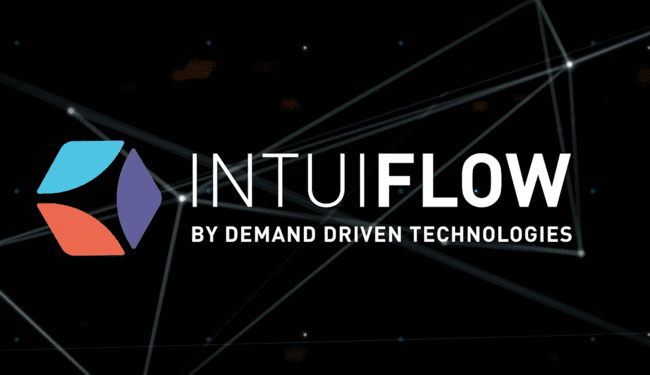 INTUIFLOW
BY DEMAND DRIVEN TECHNOLOGIES